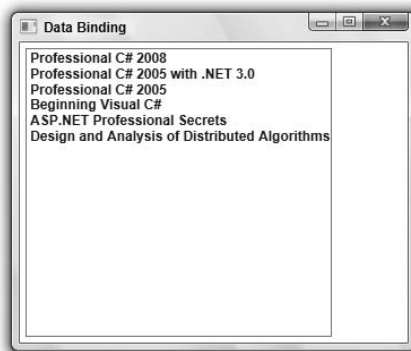 Data Binding
Professional C# 2008
Professional C# 2005 with .NET 3.0
Professional C# 2005
Beginning Visual C#
ASP.NET Professional Secrets
Design and Analysis of Distributed Algorithms